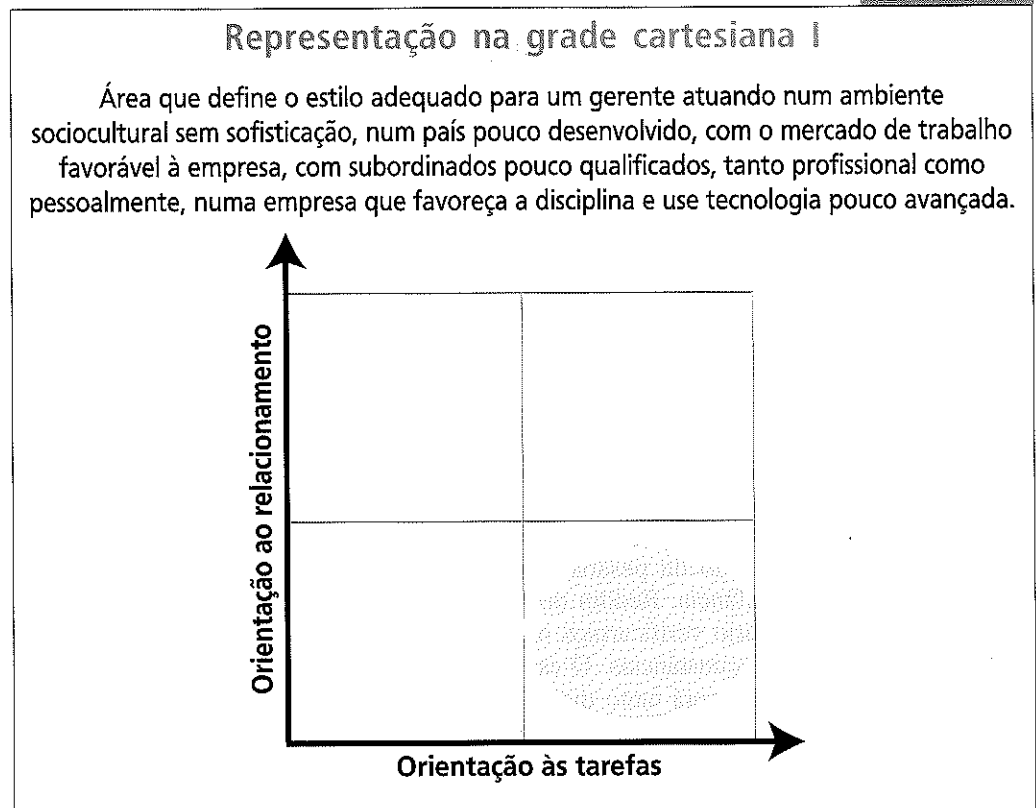 Representação na grade cartesiana I
Área que define o estilo adequado para um gerente atuando num ambiente
sociocultural sem sofisticação, num país pouco desenvolvido, com o mercado de trabalho
favorável à empresa, com subordinados pouco qualificados, tanto profissional como
pessoalmente, numa empresa que favoreça a disciplina e use tecnologia pouco avançada.
Orientação ao relacionamento
Orientação às tarefas